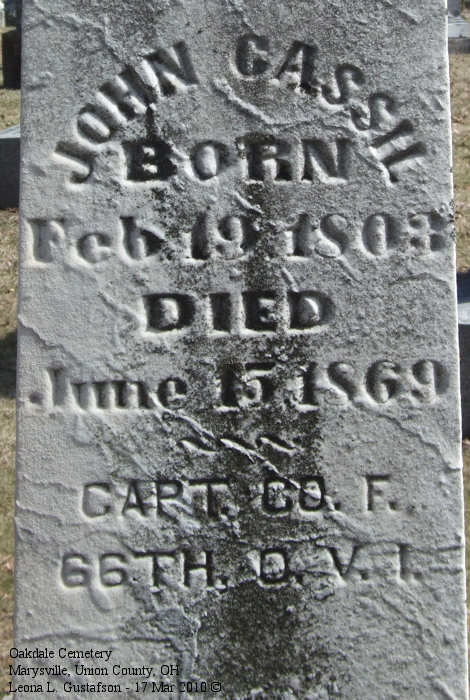 JOHN CASSIL
BORN
Feb 19 1803
DIED
June 15 1869
CAPT. CO. F.
66TH. O. V. I.
Oakdale Cemetery
Marysville, Union County, OH
Leona L. Gustafson - 17 Mar 2010 ©